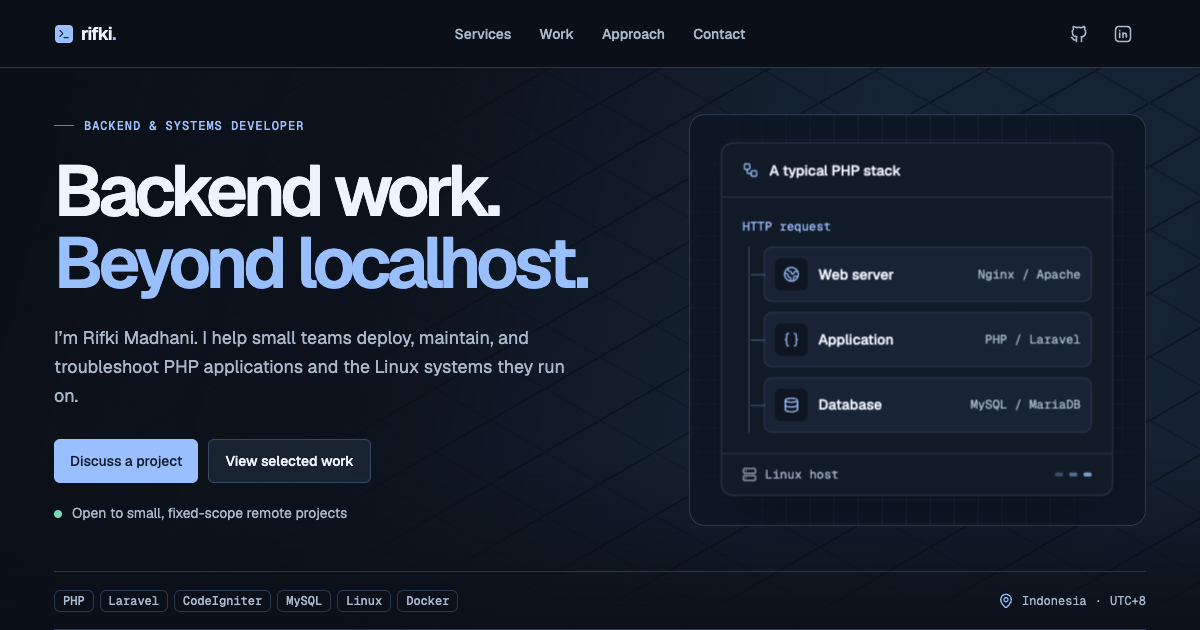 rifki.
Services
Work
Approach
Contact
BACKEND & SYSTEMS DEVELOPER
Backend work.
Beyond localhost.
I’m Rifki Madhani. I help small teams deploy, maintain, and
troubleshoot PHP applications and the Linux systems they run
on.
Discuss a project
View selected work
Open to small, fixed-scope remote projects
A typical PHP stack
HTTP request
Web server
Nginx / Apache
{ }
Application
PHP / Laravel
Database
MySQL / MariaDB
Linux host
PHP
Laravel
CodeIgniter
MySQL
Linux
Docker
Indonesia · UTC+8